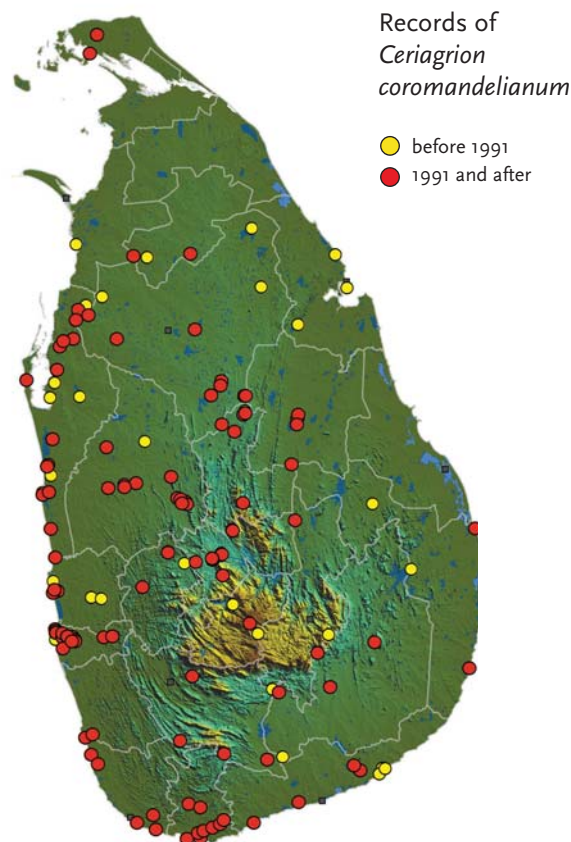 Records of
Ceriagrion
coromandelianum
before 1991
1991 and after